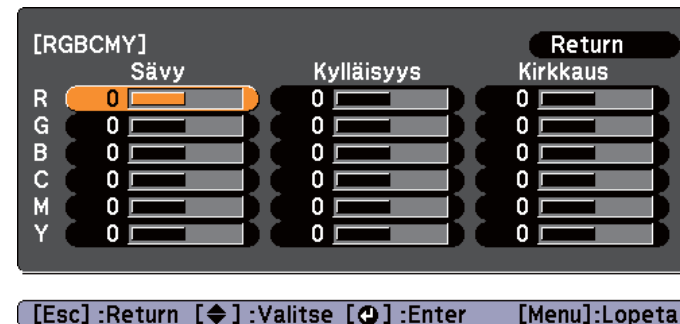 [RGBCMY] Return
Sävy Kylläisyys Kirkkaus
R 0 0 0
G 0 0 0
B 0 0 0
C 0 0 0
M 0 0 0
Y 0 0 0
[Esc] :Return [◆] :Valitse [⏎] :Enter [Menu]:Lopeta